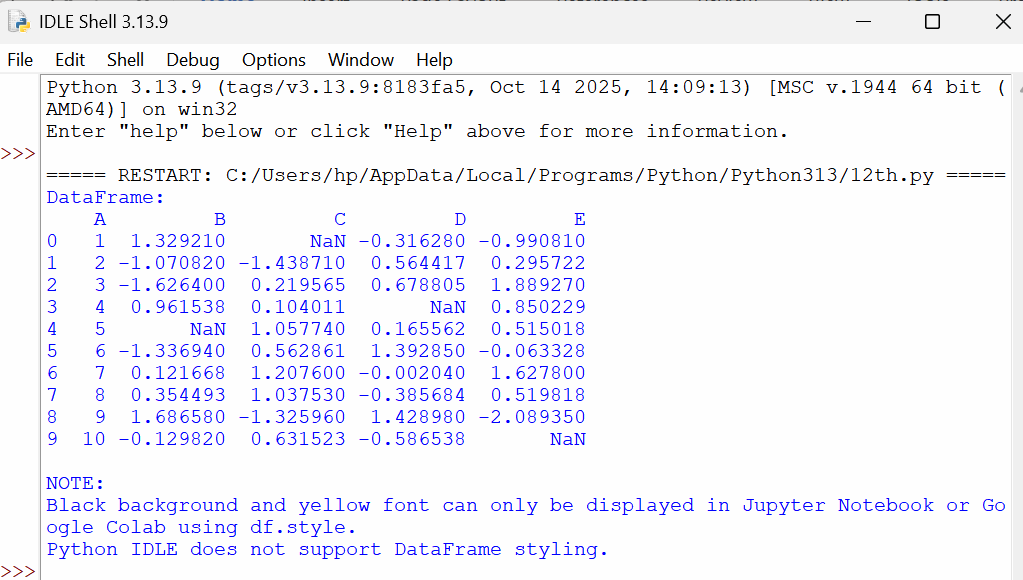 IDLE Shell 3.13.9
File Edit Shell Debug Options Window Help
Python 3.13.9 (tags/v3.13.9:8183fa5, Oct 14 2025, 14:09:13) [MSC v.1944 64 bit (
AMD64)] on win32
Enter "help" below or click "Help" above for more information.
>>>
===== RESTART: C:/Users/hp/AppData/Local/Programs/Python/Python313/12th.py =====
DataFrame:
    A         B         C         D         E
0   1  1.329210       NaN -0.316280 -0.990810
1   2 -1.070820 -1.438710  0.564417  0.295722
2   3 -1.626400  0.219565  0.678805  1.889270
3   4  0.961538  0.104011       NaN  0.850229
4   5       NaN  1.057740  0.165562  0.515018
5   6 -1.336940  0.562861  1.392850 -0.063328
6   7  0.121668  1.207600 -0.002040  1.627800
7   8  0.354493  1.037530 -0.385684  0.519818
8   9  1.686580 -1.325960  1.428980 -2.089350
9  10 -0.129820  0.631523 -0.586538       NaN
NOTE:
Black background and yellow font can only be displayed in Jupyter Notebook or Go
ogle Colab using df.style.
Python IDLE does not support DataFrame styling.
>>>